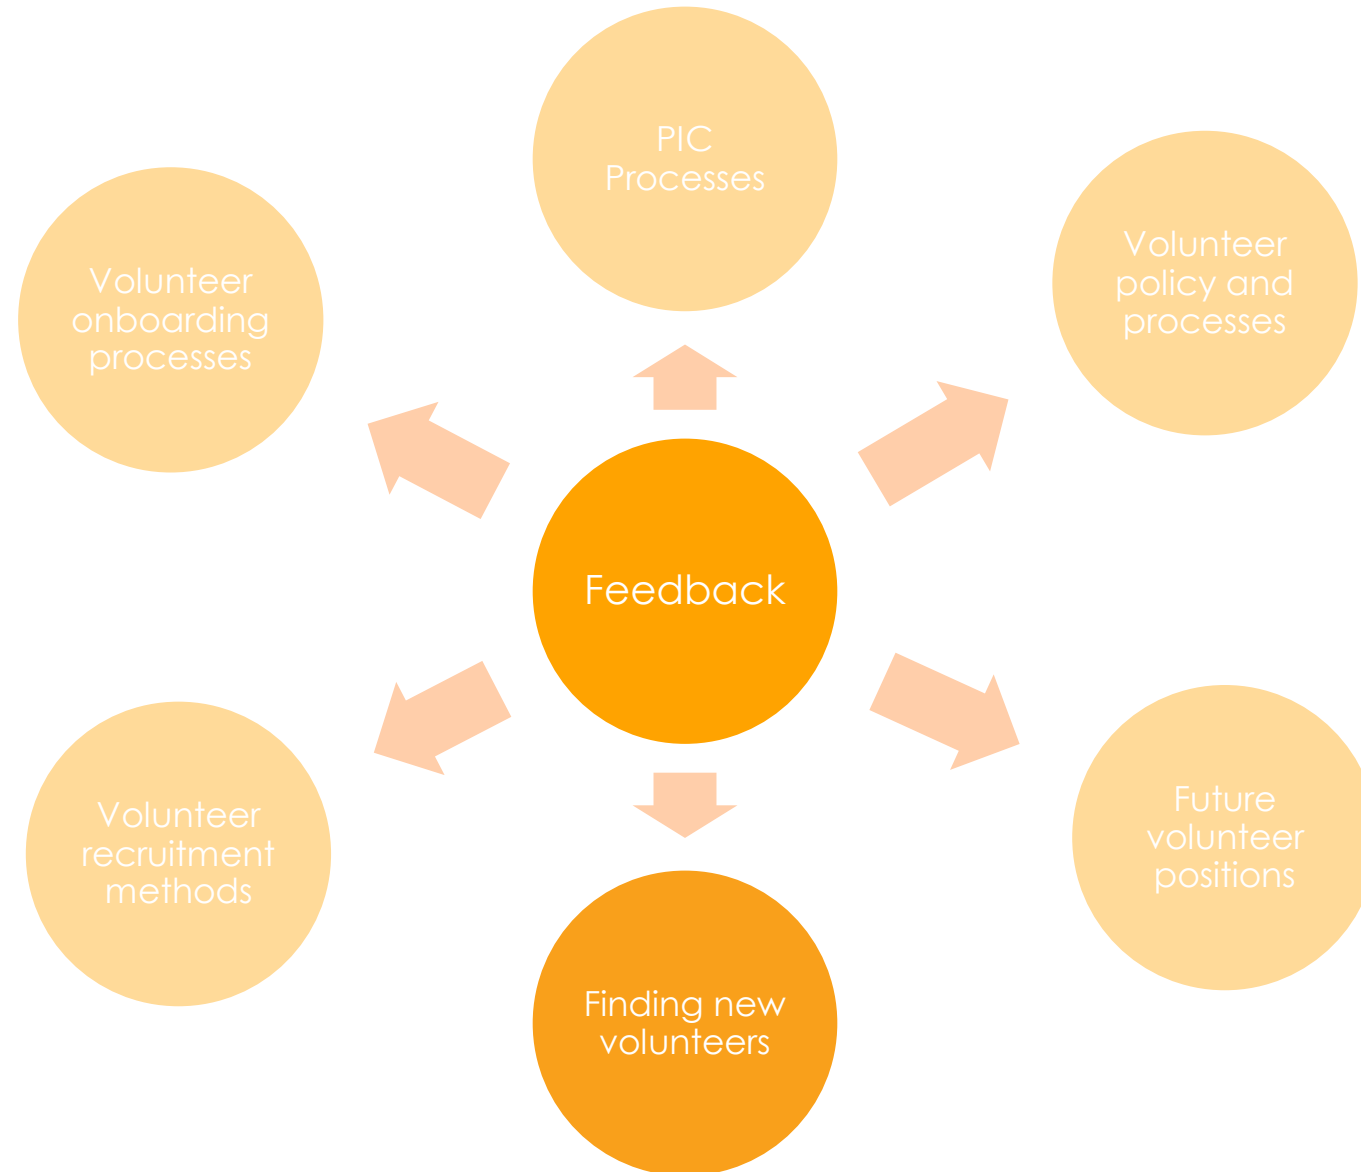 PIC
Processes
Volunteer
policy and
processes
Volunteer
onboarding
processes
Feedback
Future
volunteer
positions
Volunteer
recruitment
methods
Finding new
volunteers